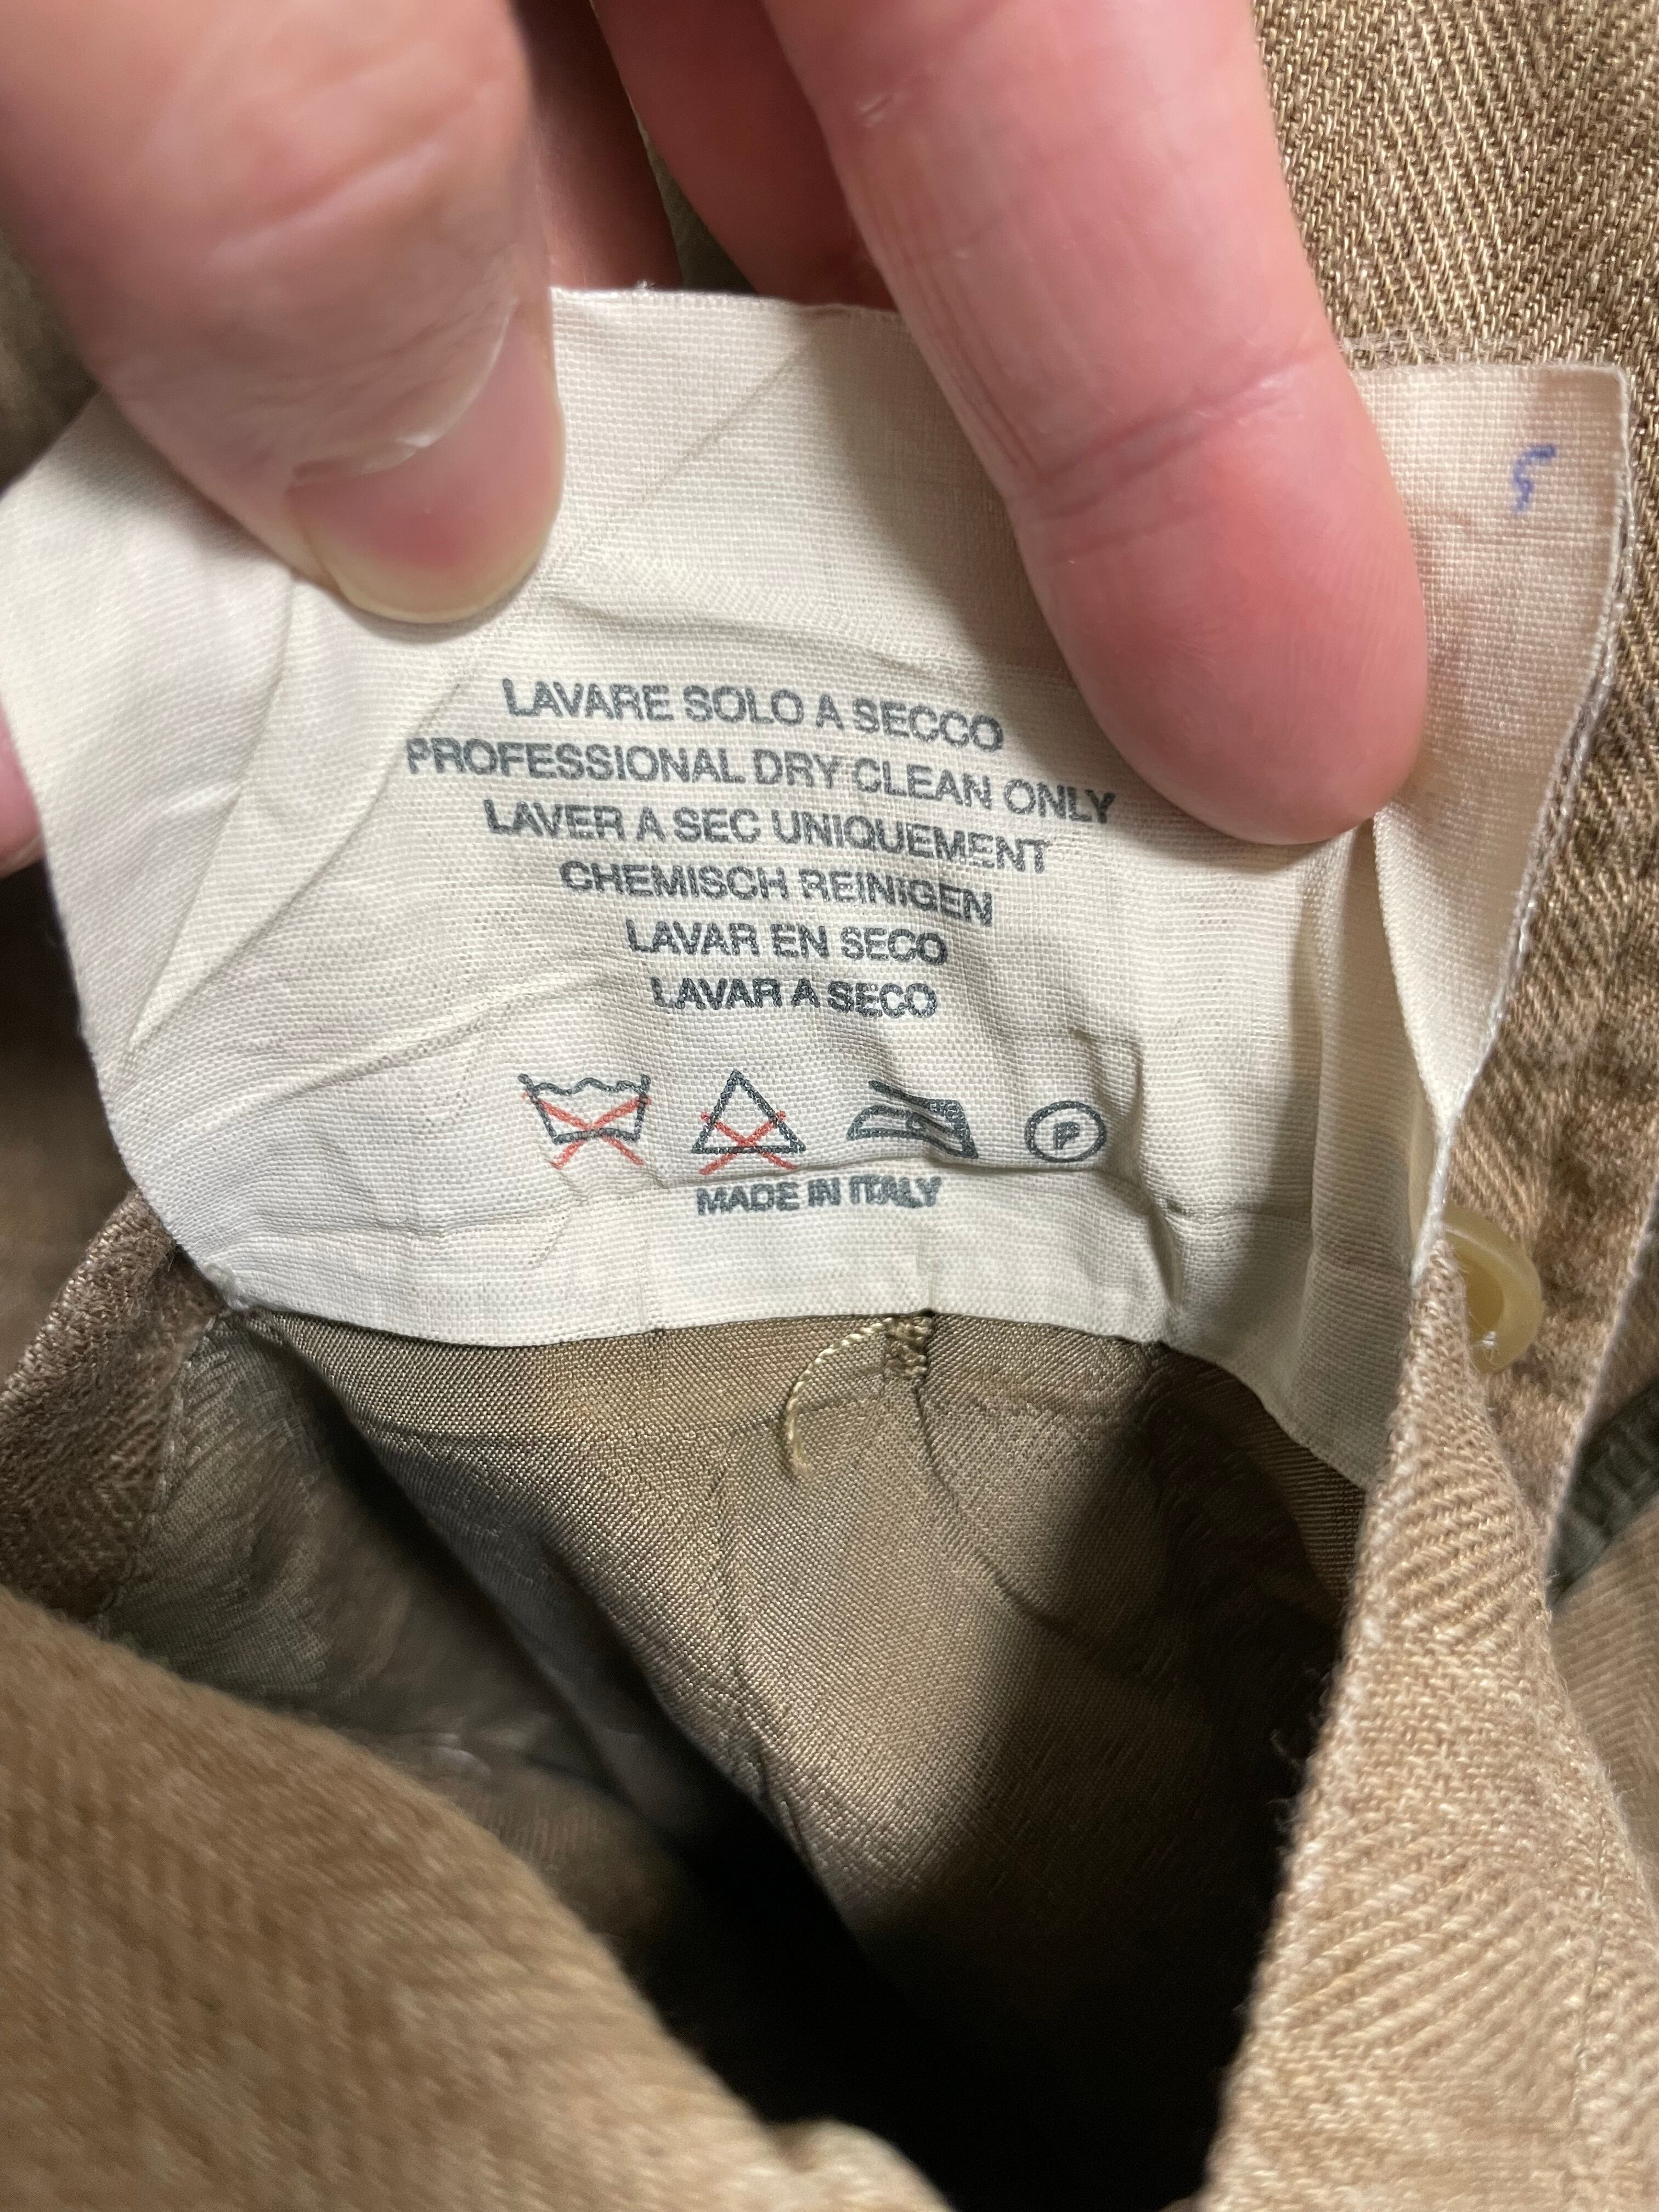 LAVARE SOLO A SECCO
PROFESSIONAL DRY CLEAN ONLY
LAVER A SEC UNIQUEMENT
CHEMISCH REINIGEN
LAVAR EN SECO
LAVAR A SECO
P
MADE IN ITALY